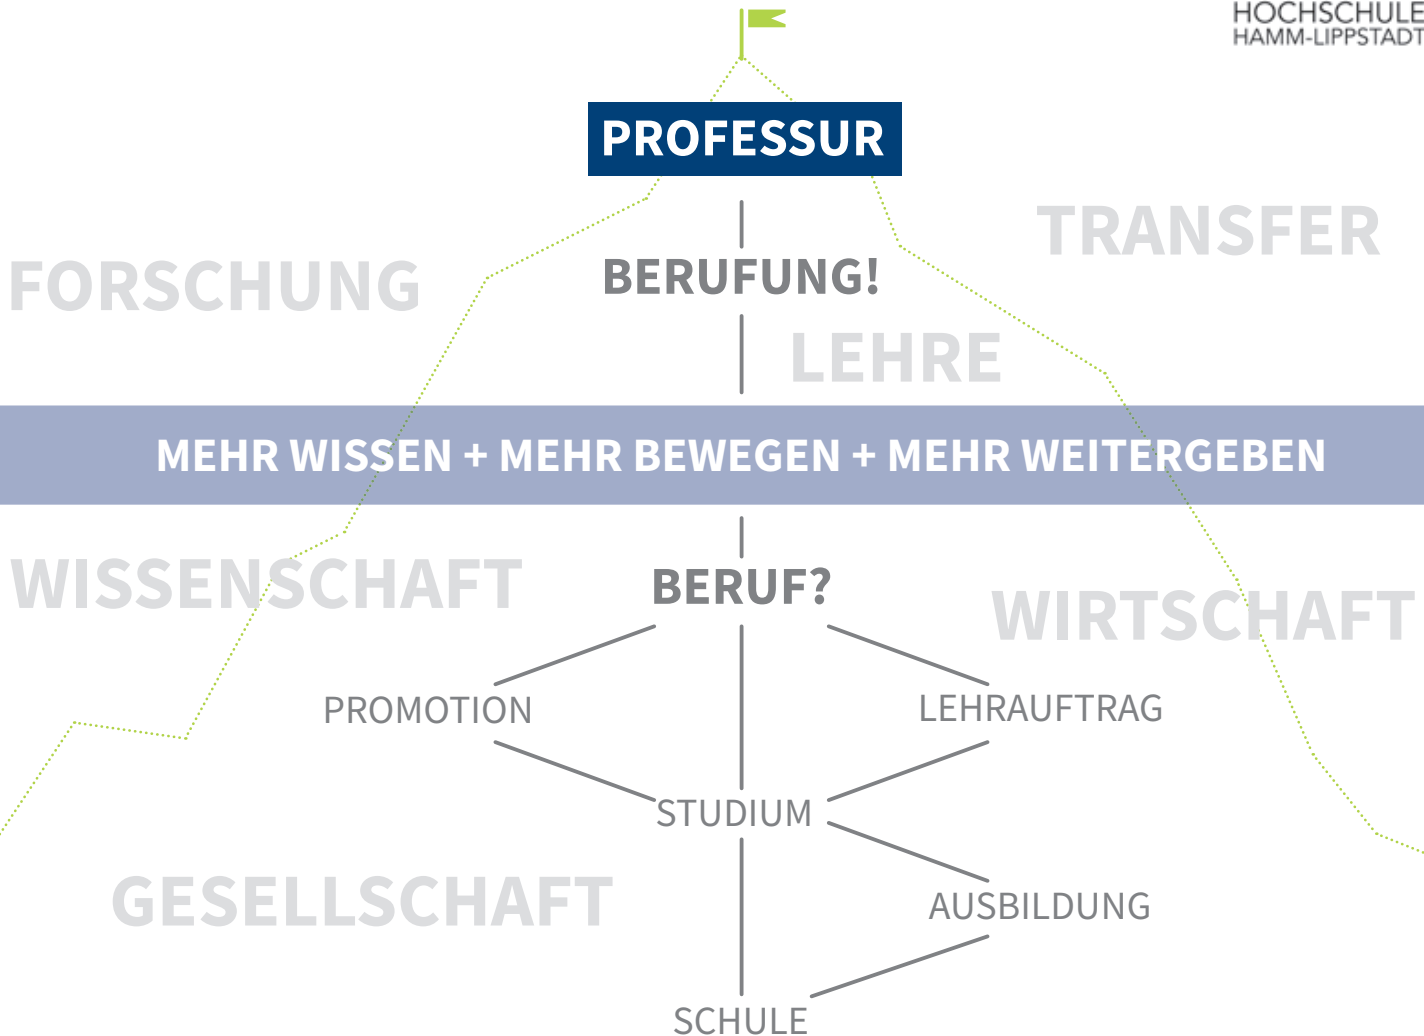 HOCHSCHULE
HAMM-LIPPSTADT
PROFESSUR
TRANSFER
FORSCHUNG
BERUFUNG!
LEHRE
MEHR WISSEN + MEHR BEWEGEN + MEHR WEITERGEBEN
WISSENSCHAFT
BERUF?
WIRTSCHAFT
PROMOTION
LEHRAUFTRAG
STUDIUM
GESELLSCHAFT
AUSBILDUNG
SCHULE